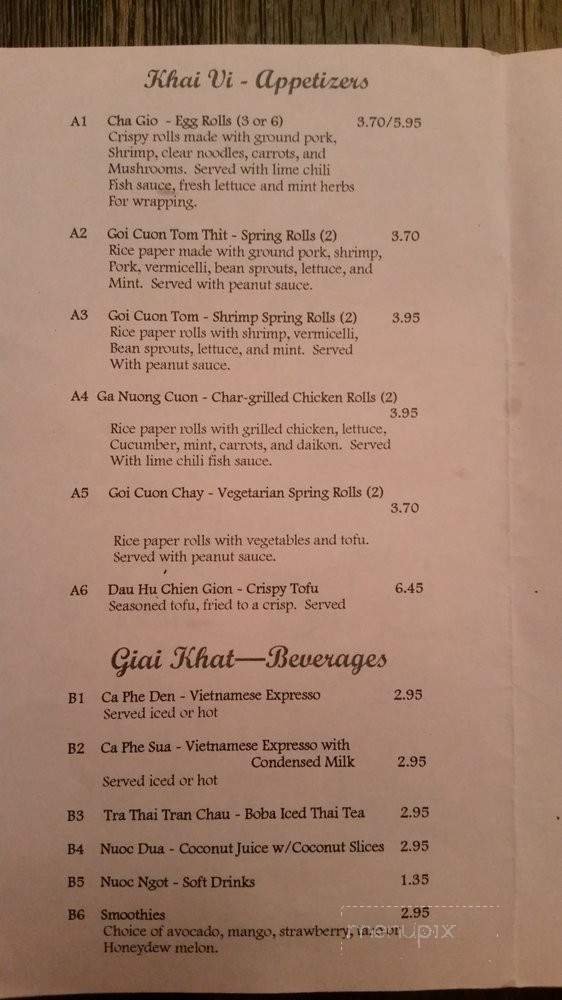 Khai Vi - Appetizers
A1 Cha Gio - Egg Rolls (3 or 6) 3.70/5.95
Crispy rolls made with ground pork,
Shrimp, clear noodles, carrots, and
Mushrooms. Served with lime chili
Fish sauce, fresh lettuce and mint herbs
For wrapping.
A2 Goi Cuon Tom Thit - Spring Rolls (2) 3.70
Rice paper made with ground pork, shrimp,
Pork, vermicelli, bean sprouts, lettuce, and
Mint. Served with peanut sauce.
A3 Goi Cuon Tom - Shrimp Spring Rolls (2) 3.95
Rice paper rolls with shrimp, vermicelli,
Bean sprouts, lettuce, and mint. Served
With peanut sauce.
A4 Ga Nuong Cuon - Char-grilled Chicken Rolls (2)
3.95
Rice paper rolls with grilled chicken, lettuce,
Cucumber, mint, carrots, and daikon. Served
With lime chili fish sauce.
A5 Goi Cuon Chay - Vegetarian Spring Rolls (2)
3.70
Rice paper rolls with vegetables and tofu.
Served with peanut sauce.
A6 Dau Hu Chien Gion - Crispy Tofu 6.45
Seasoned tofu, fried to a crisp. Served
Giai Khat—Beverages
B1 Ca Phe Den - Vietnamese Expresso 2.95
Served iced or hot
B2 Ca Phe Sua - Vietnamese Expresso with
Condensed Milk 2.95
Served iced or hot
B3 Tra Thai Tran Chau - Boba Iced Thai Tea 2.95
B4 Nuoc Dua - Coconut Juice w/Coconut Slices 2.95
B5 Nuoc Ngot - Soft Drinks 1.35
B6 Smoothies 2.95
Choice of avocado, mango, strawberry, taro or
Honeydew melon.
menupix